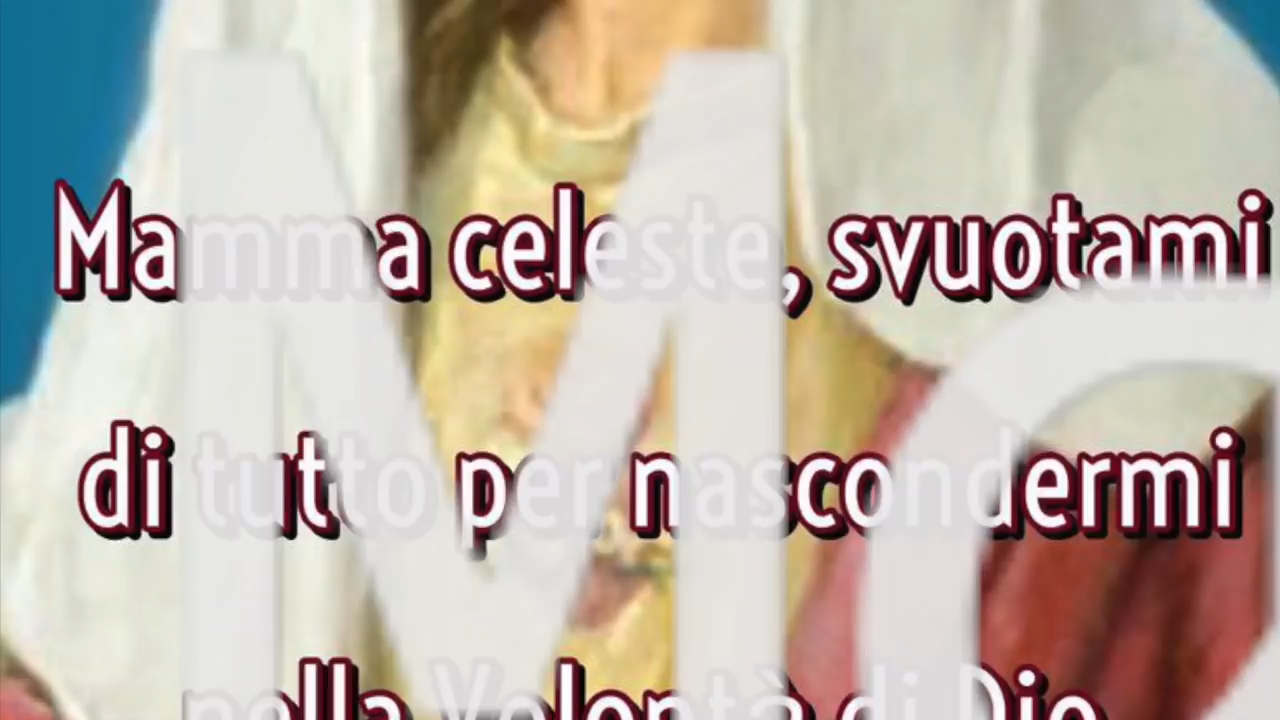 Mamma celeste, svuotami
di tutto per nascondermi
nella Volontà di Dio